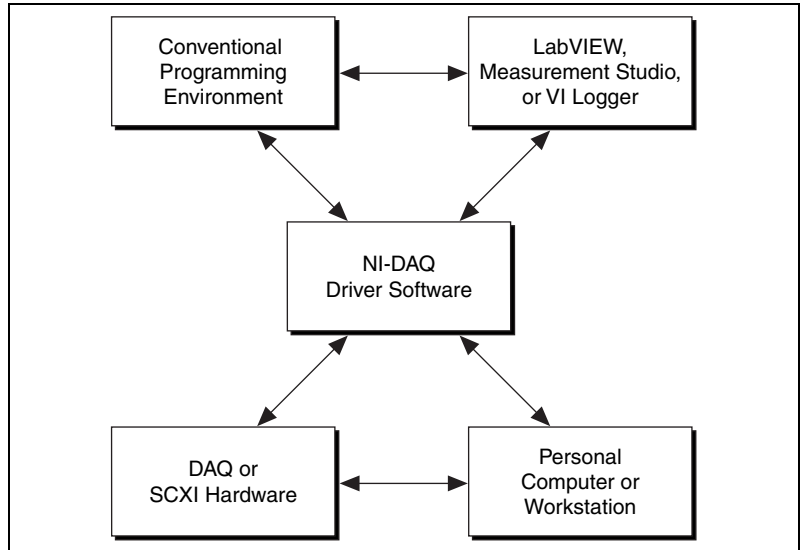 Conventional
Programming
Environment
LabVIEW,
Measurement Studio,
or VI Logger
NI-DAQ
Driver Software
DAQ or
SCXI Hardware
Personal
Computer or
Workstation